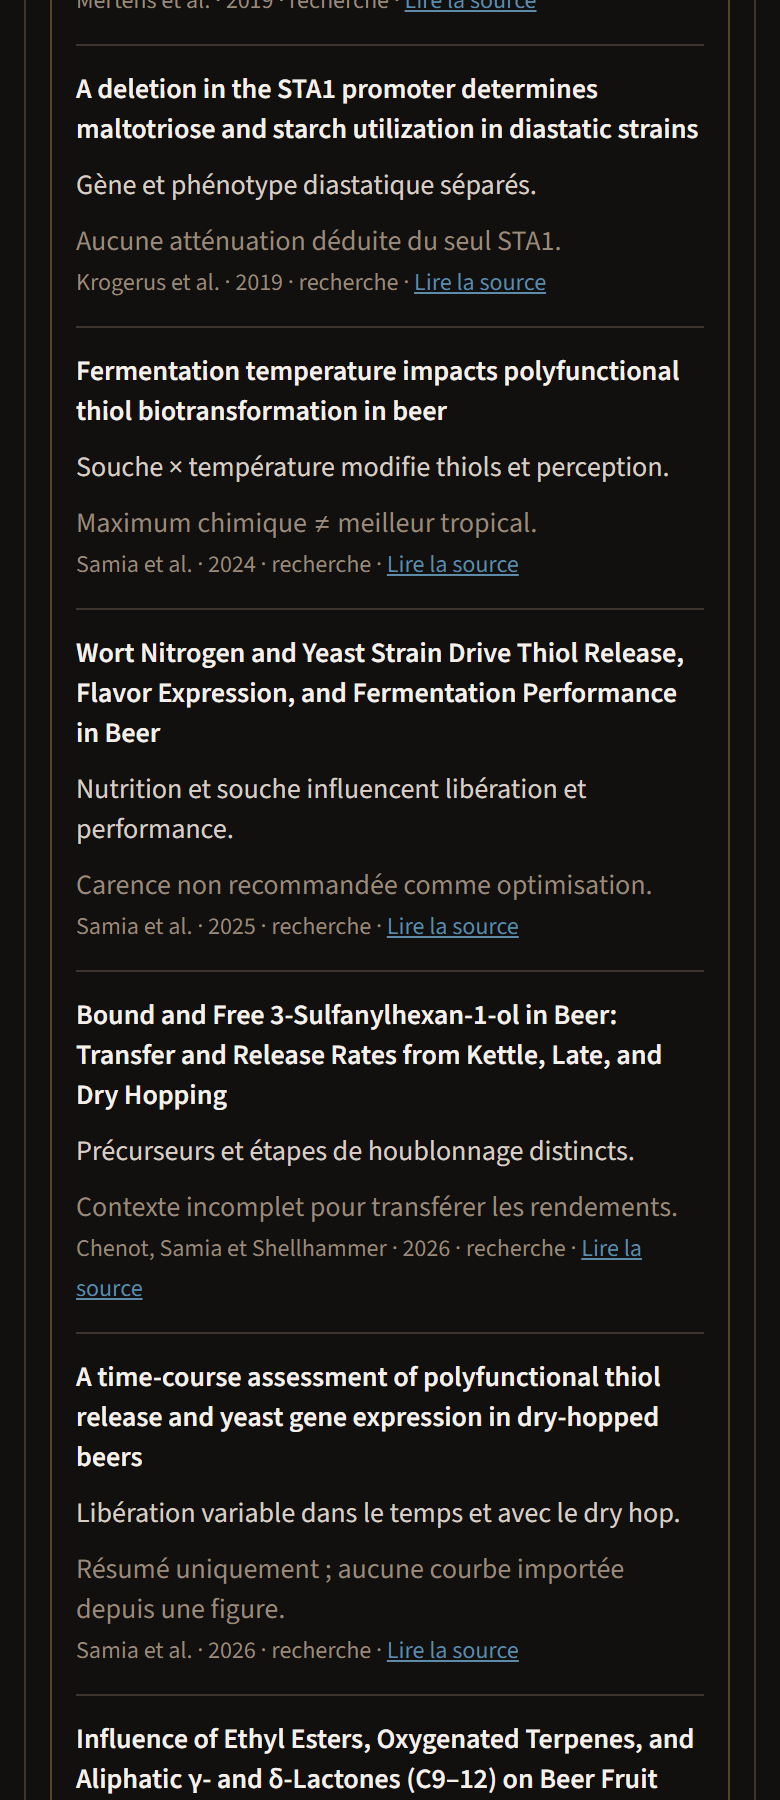 Mertens et al. · 2019 · recherche · Lire la source
A deletion in the STA1 promoter determines
maltotriose and starch utilization in diastatic strains
Gène et phénotype diastatique séparés.
Aucune atténuation déduite du seul STA1.
Krogerus et al. · 2019 · recherche · Lire la source
Fermentation temperature impacts polyfunctional
thiol biotransformation in beer
Souche × température modifie thiols et perception.
Maximum chimique ≠ meilleur tropical.
Samia et al. · 2024 · recherche · Lire la source
Wort Nitrogen and Yeast Strain Drive Thiol Release,
Flavor Expression, and Fermentation Performance
in Beer
Nutrition et souche influencent libération et
performance.
Carence non recommandée comme optimisation.
Samia et al. · 2025 · recherche · Lire la source
Bound and Free 3-Sulfanylhexan-1-ol in Beer:
Transfer and Release Rates from Kettle, Late, and
Dry Hopping
Précurseurs et étapes de houblonnage distincts.
Contexte incomplet pour transférer les rendements.
Chenot, Samia et Shellhammer · 2026 · recherche · Lire la
source
A time-course assessment of polyfunctional thiol
release and yeast gene expression in dry-hopped
beers
Libération variable dans le temps et avec le dry hop.
Résumé uniquement ; aucune courbe importée
depuis une figure.
Samia et al. · 2026 · recherche · Lire la source
Influence of Ethyl Esters, Oxygenated Terpenes, and
Aliphatic γ- and δ-Lactones (C9–12) on Beer Fruit